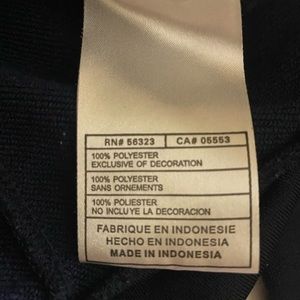 RN# 56323 CA# 05553
100% POLYESTER
EXCLUSIVE OF DECORATION
100% POLYESTER
SANS ORNEMENTS
100% POLIESTER
NO INCLUYE LA DECORACION
FABRIQUE EN INDONESIE
HECHO EN INDONESIA
MADE IN INDONESIA